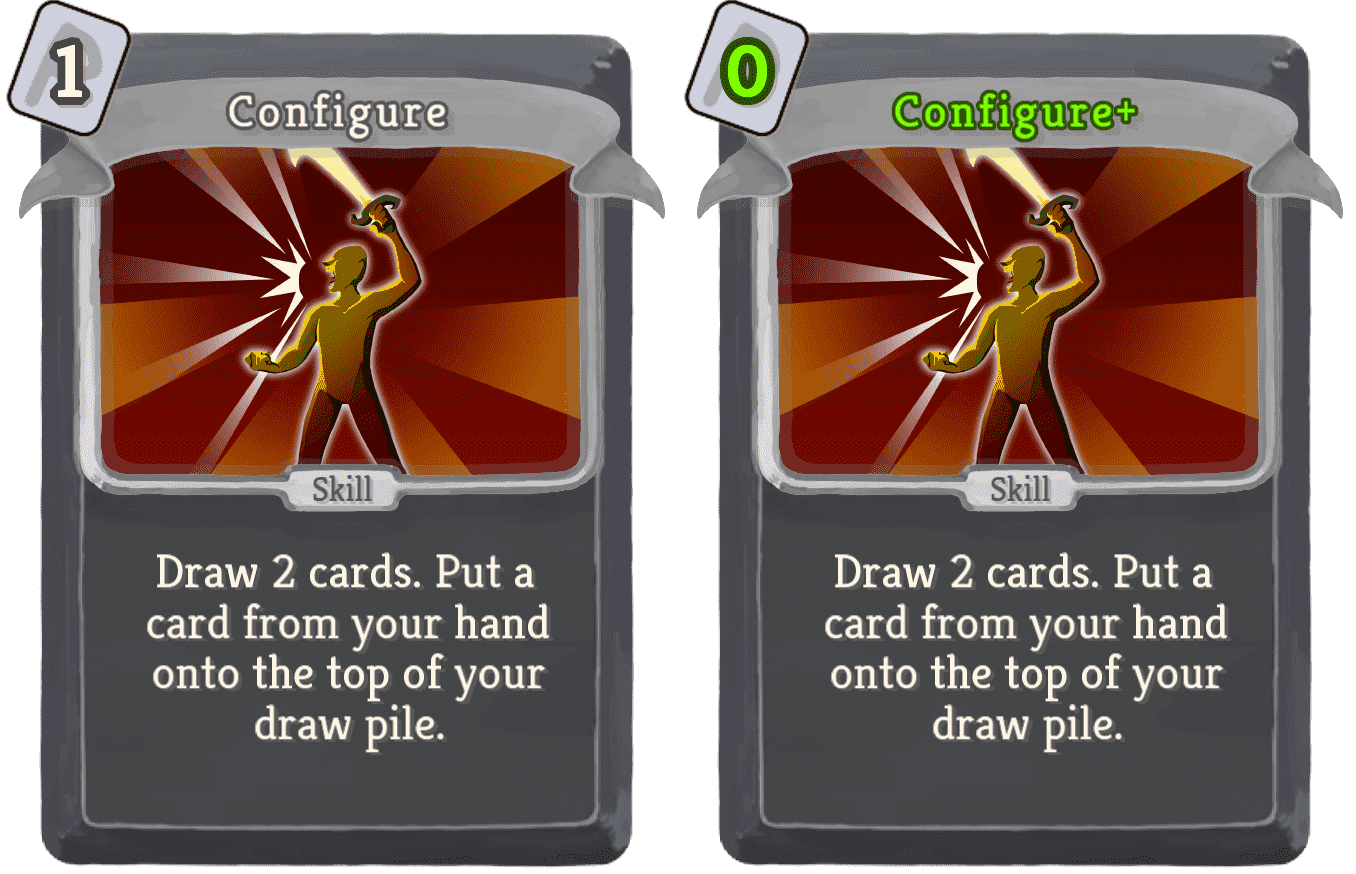 1
Configure
Skill
Draw 2 cards. Put a
card from your hand
onto the top of your
draw pile.
0
Configure+
Skill
Draw 2 cards. Put a
card from your hand
onto the top of your
draw pile.